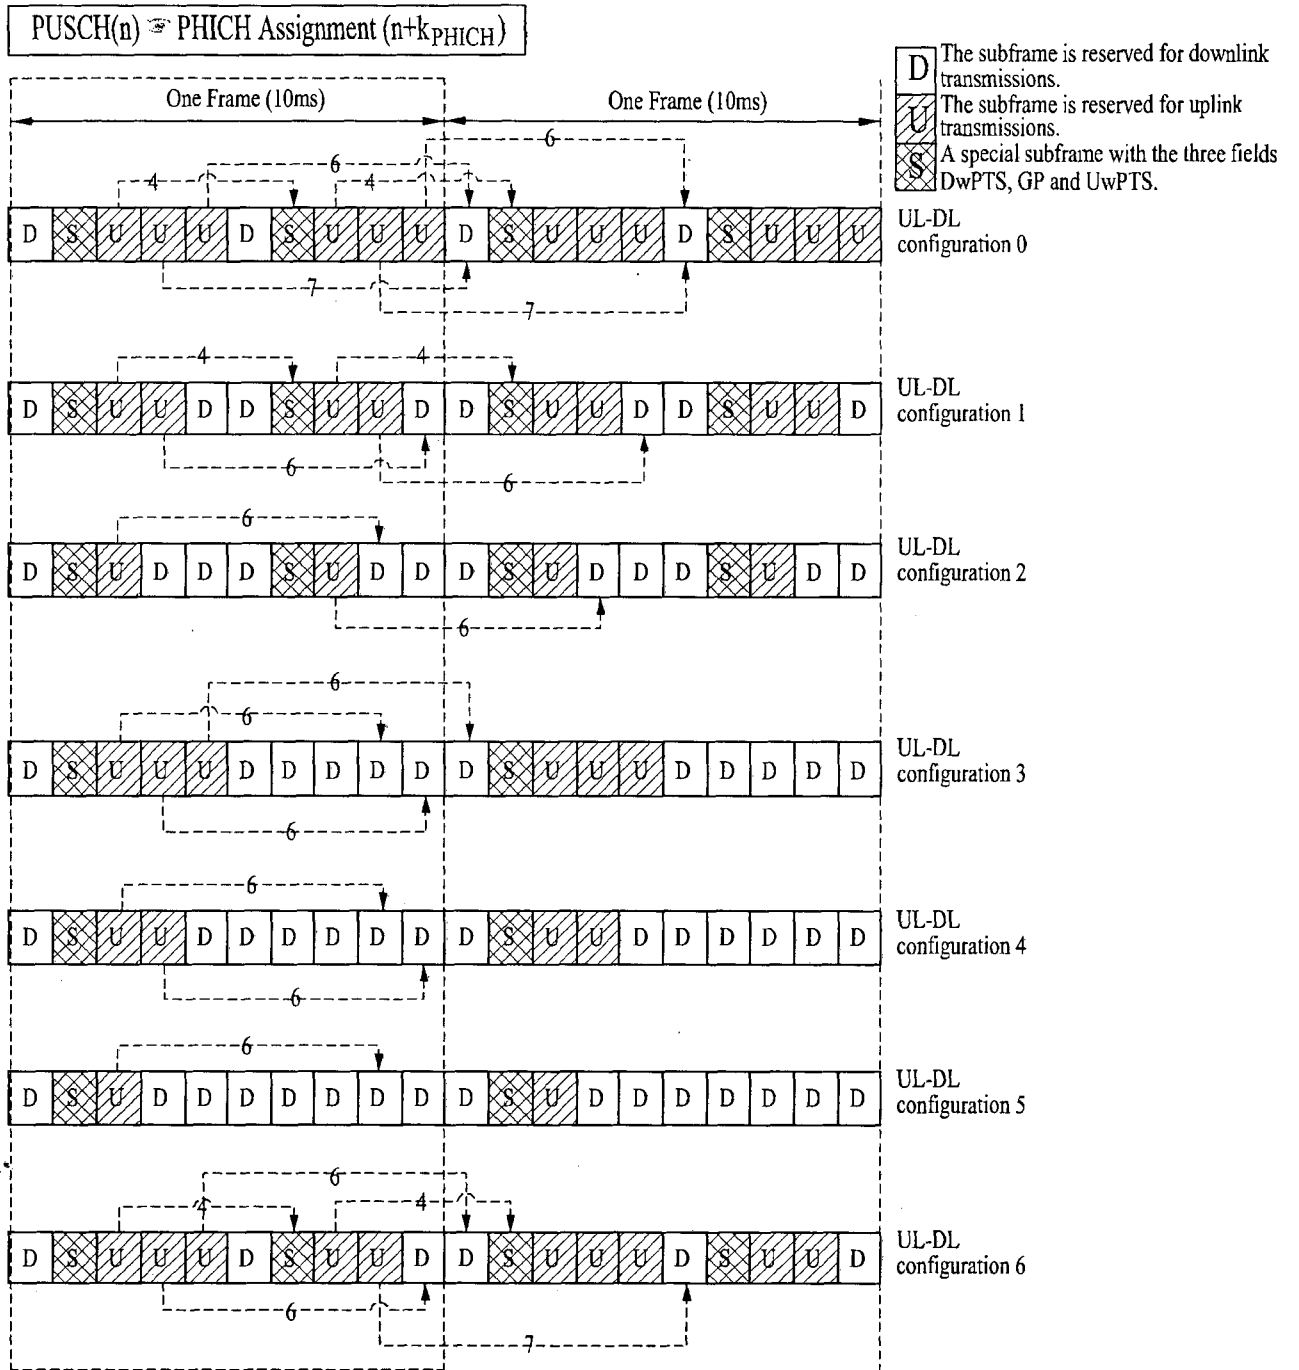 PUSCH(n) ☞ PHICH Assignment (n+kPHICH)
D The subframe is reserved for downlink
transmissions.
U The subframe is reserved for uplink
transmissions.
S A special subframe with the three fields
DwPTS, GP and UwPTS.
One Frame (10ms) One Frame (10ms)
6
6
4 4
D S U U U D S U U U D S U U U D S U U U
UL-DL
configuration 0
7
7
4 4
D S U U D D S U U D D S U U D D S U U D
UL-DL
configuration 1
6
6
6
D S U D D D S U D D D S U D D D S U D D
UL-DL
configuration 2
6
6
6
D S U U U D D D D D D S U U U D D D D D
UL-DL
configuration 3
6
6
D S U U D D D D D D D S U U D D D D D D
UL-DL
configuration 4
6
6
D S U D D D D D D D D S U D D D D D D D
UL-DL
configuration 5
6
4 4
D S U U U D S U U D D S U U U D S U U D
UL-DL
configuration 6
6
7